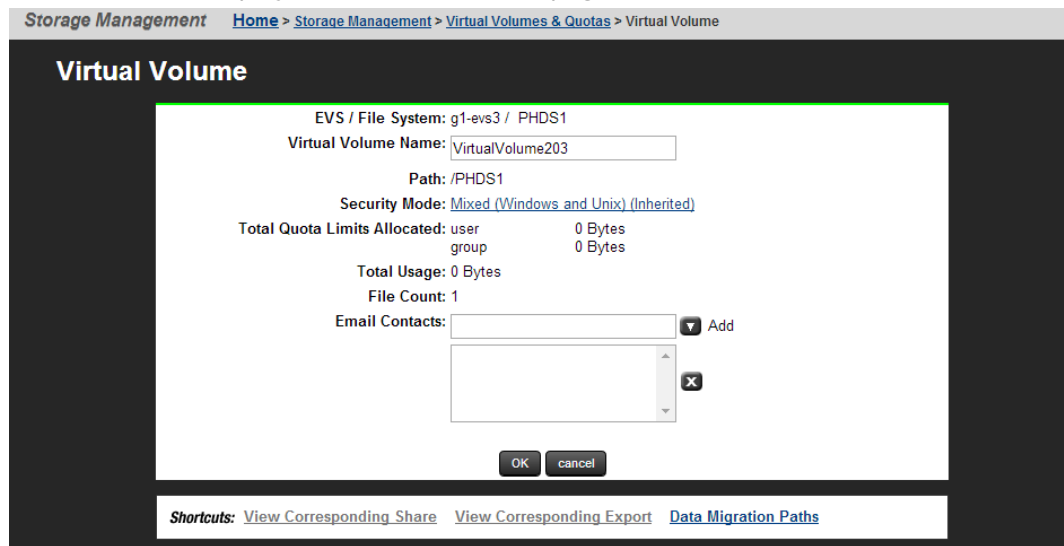 Storage Management Home > Storage Management > Virtual Volumes & Quotas > Virtual Volume
Virtual Volume
EVS / File System: g1-evs3 / PHDS1
Virtual Volume Name: VirtualVolume203
Path: /PHDS1
Security Mode: Mixed (Windows and Unix) (Inherited)
Total Quota Limits Allocated: user 0 Bytes
group 0 Bytes
Total Usage: 0 Bytes
File Count: 1
Email Contacts: Add
X
OK cancel
Shortcuts: View Corresponding Share View Corresponding Export Data Migration Paths